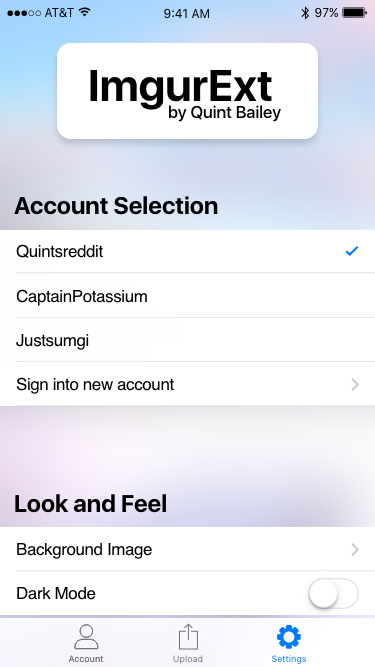 AT&T 9:41 AM 97%
ImgurExt
by Quint Bailey
Account Selection
Quintsreddit
CaptainPotassium
Justsumgi
Sign into new account
Look and Feel
Background Image
Dark Mode
Account Upload Settings